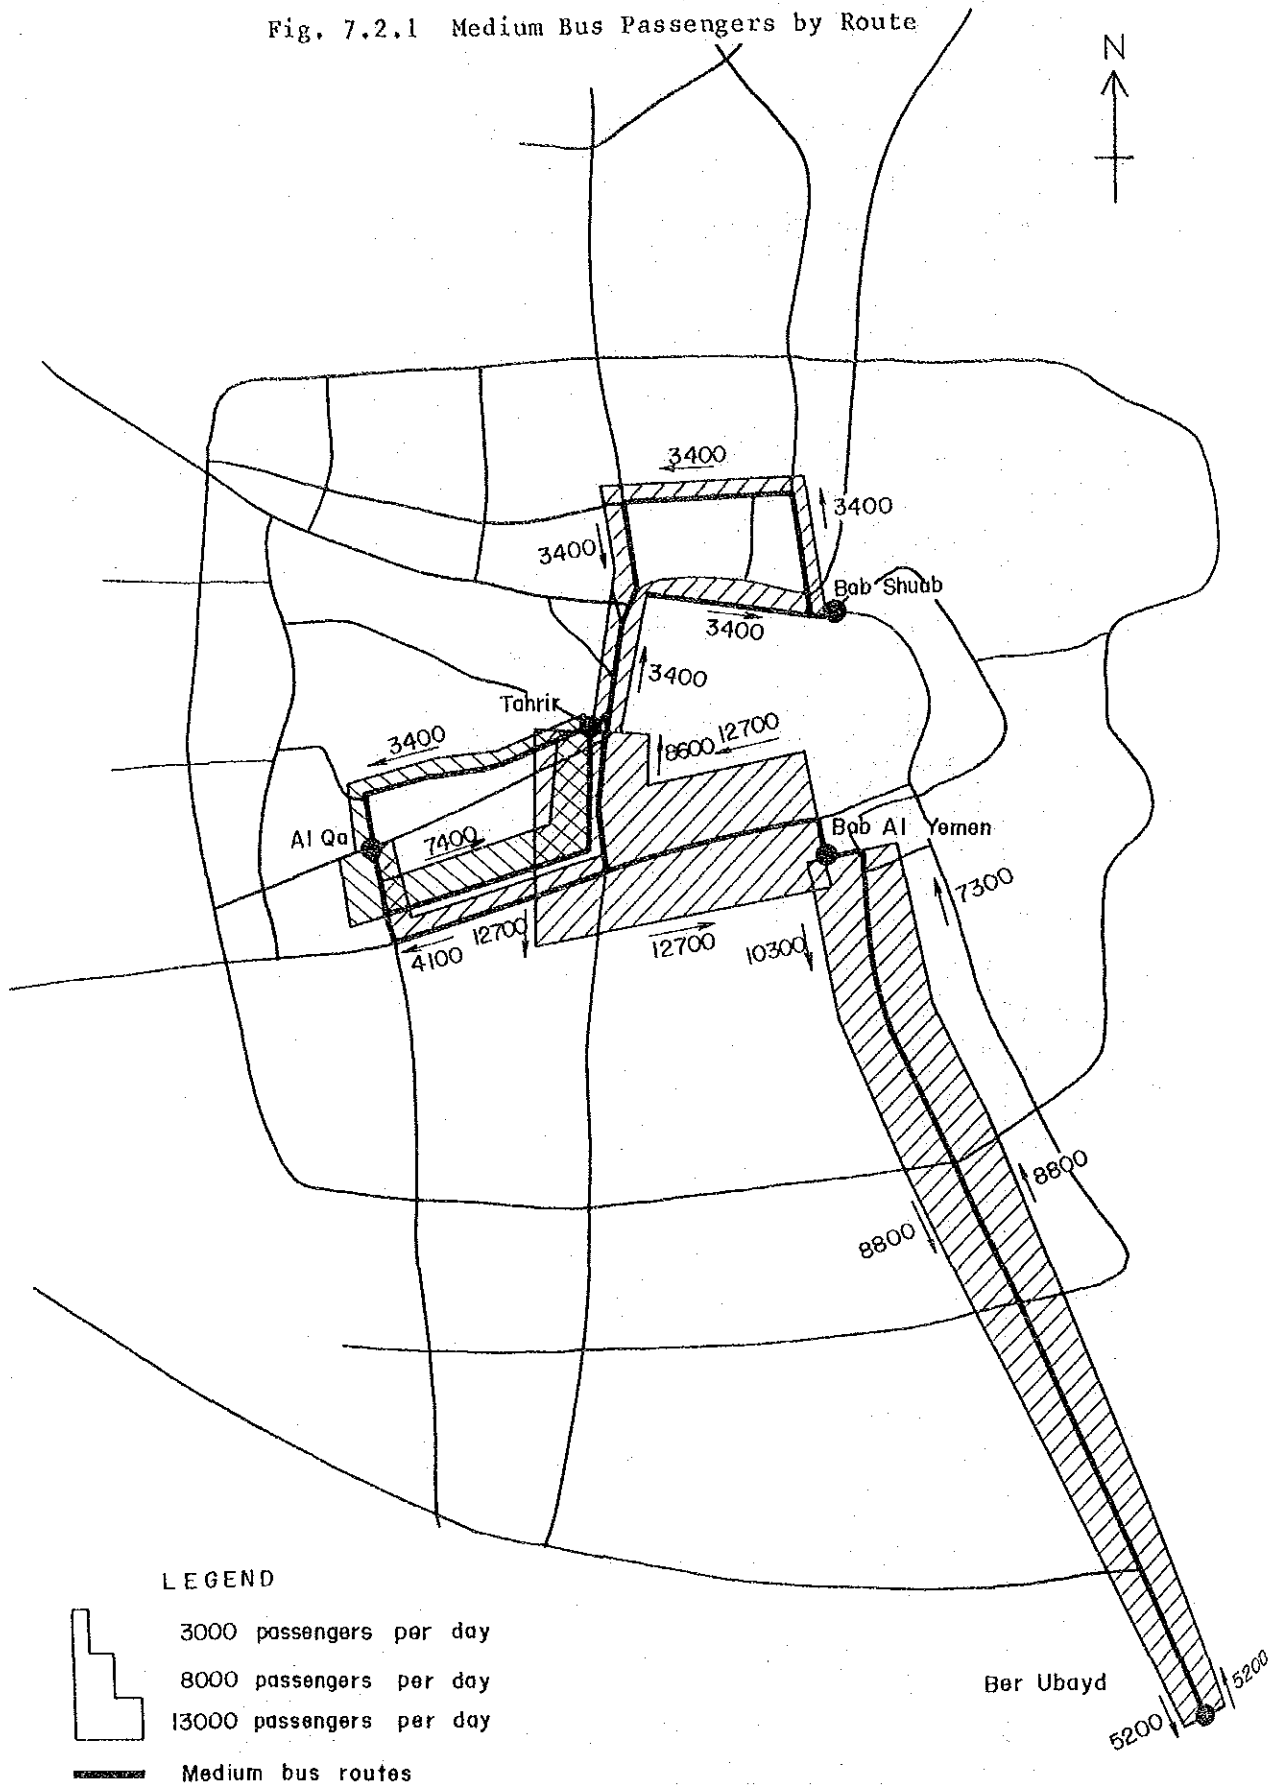 Fig. 7.2.1 Medium Bus Passengers by Route
N
3400
3400
3400
Bab Shuab
3400
3400
Tahrir
12700
8600
3400
Al Qa
7400
Bab Al Yemen
7300
12700
12700
10300
4100
8800
8800
LEGEND
3000 passengers per day
8000 passengers per day
13000 passengers per day
Medium bus routes
Ber Ubayd
5200
5200